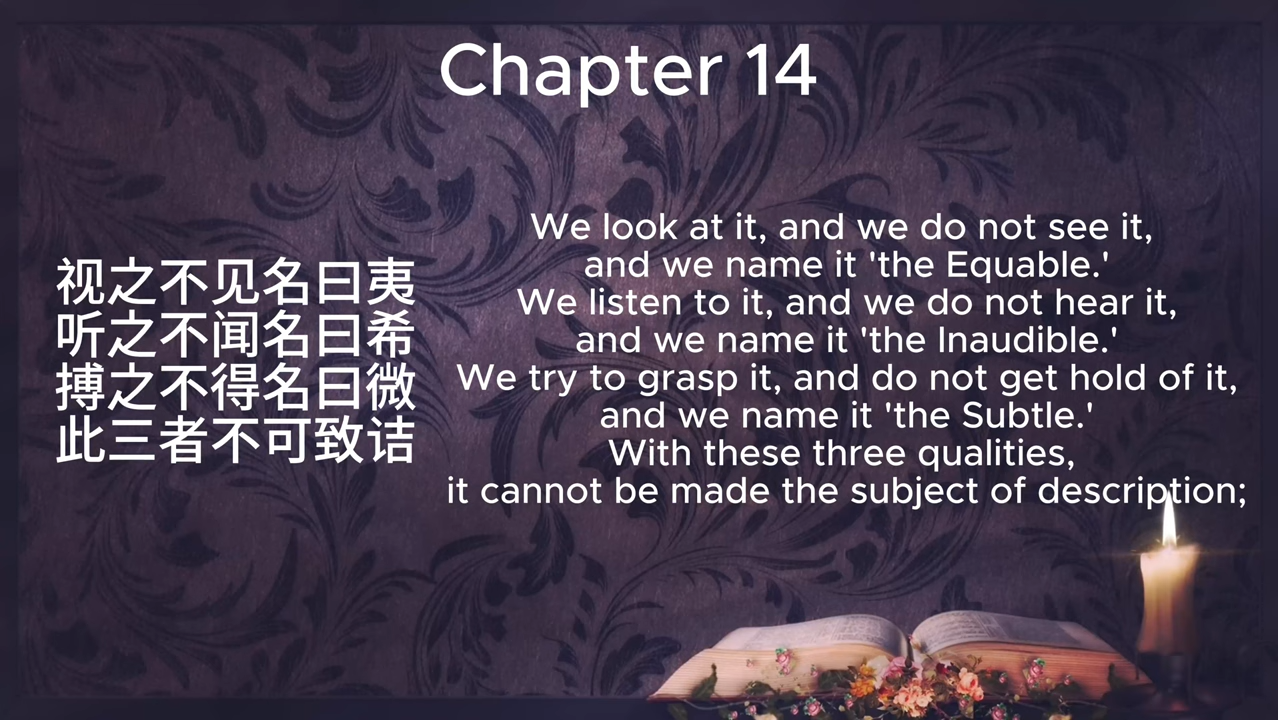 Chapter 14
视之不见名曰夷
听之不闻名曰希
搏之不得名曰微
此三者不可致诘
We look at it, and we do not see it,
and we name it 'the Equable.'
We listen to it, and we do not hear it,
and we name it 'the Inaudible.'
We try to grasp it, and do not get hold of it,
and we name it 'the Subtle.'
With these three qualities,
it cannot be made the subject of description;